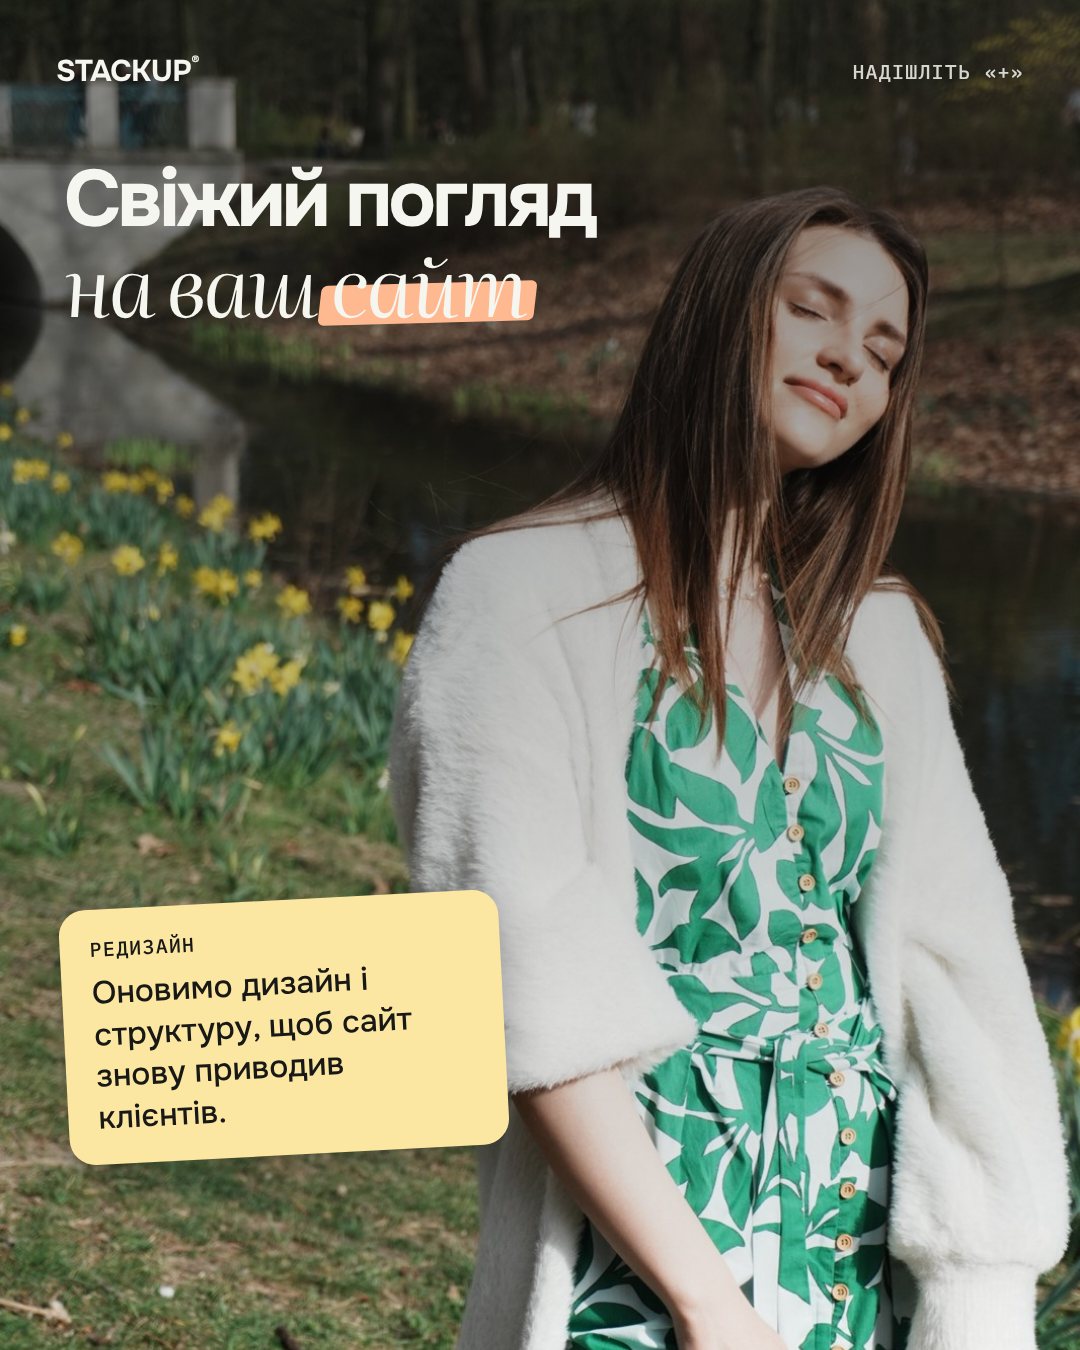 STACKUP®
НАДІШЛІТЬ «+»
Свіжий погляд
на ваш сайт
РЕДИЗАЙН
Оновимо дизайн і
структуру, щоб сайт
знову приводив
клієнтів.